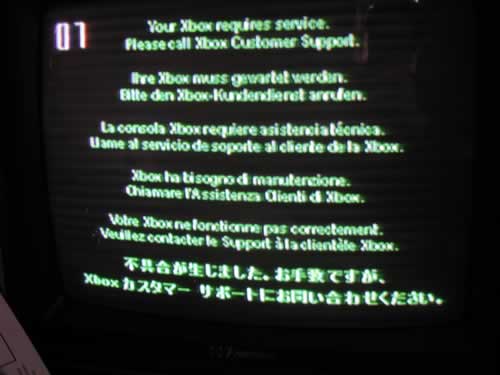 07
Your Xbox requires service.
Please call Xbox Customer Support.
Ihre Xbox muss gewartet werden.
Bitte den Xbox-Kundendienst anrufen.
La consola Xbox requiere asistencia técnica.
Llame al servicio de soporte al cliente de la Xbox.
Xbox ha bisogno di manutenzione.
Chiamare l'Assistenza Clienti di Xbox.
Votre Xbox ne fonctionne pas correctement.
Veuillez contacter le Support à la clientèle Xbox.
不具合が生じました。お手数ですが、
Xbox カスタマー サポートにお問い合わせください。